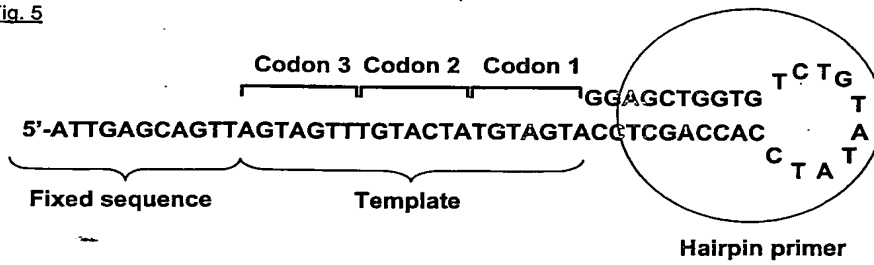 Fig. 5
Codon 3 Codon 2 Codon 1
GGAGCTGGTG
T C T G T A T A T C
5'-ATTGAGCAGTTAGTAGTTTGTACTATGTAGTACCTCGACCAC
Fixed sequence
Template
Hairpin primer